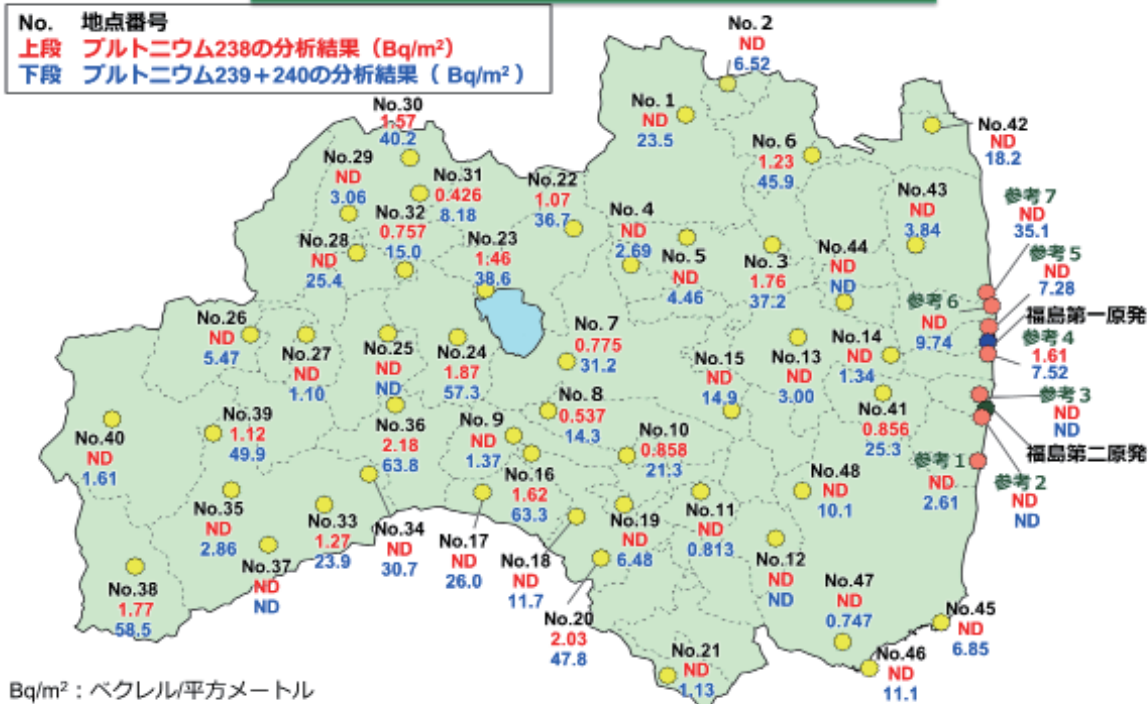 No. 地点番号
上段 プルトニウム238の分析結果（Bq/m²）
下段 プルトニウム239＋240の分析結果（ Bq/m² ）
No. 2
ND
6.52
No. 1
ND
23.5
No.30
1.57
40.2
No. 6
1.23
45.9
No.42
ND
18.2
No.29
ND
3.06
No.31
0.426
8.18
No.22
1.07
36.7
No.43
ND
3.84
参考7
ND
35.1
No.32
0.757
15.0
No. 4
ND
2.69
No.28
ND
25.4
No.23
1.46
38.6
No. 5
ND
4.46
No. 3
1.76
37.2
No.44
ND
ND
参考5
ND
7.28
参考6
ND
9.74
福島第一原発
参考4
1.61
7.52
No.26
ND
5.47
No.27
ND
1.10
No.25
ND
ND
No.24
1.87
57.3
No. 7
0.775
31.2
No.15
ND
14.9
No.13
ND
3.00
No.14
ND
1.34
参考3
ND
ND
No.40
ND
1.61
No.39
1.12
49.9
No.36
2.18
63.8
No. 9
ND
1.37
No. 8
0.537
14.3
No.10
0.858
21.3
No.41
0.856
25.3
福島第二原発
参考1
ND
2.61
参考2
ND
ND
No.35
ND
2.86
No.33
1.27
23.9
No.34
ND
30.7
No.16
1.62
63.3
No.17
ND
26.0
No.18
ND
11.7
No.19
ND
6.48
No.11
ND
0.813
No.48
ND
10.1
No.12
ND
ND
No.37
ND
ND
No.38
1.77
58.5
No.20
2.03
47.8
No.21
ND
1.13
No.47
ND
0.747
No.45
ND
6.85
No.46
ND
11.1
Bq/m²：ベクレル/平方メートル